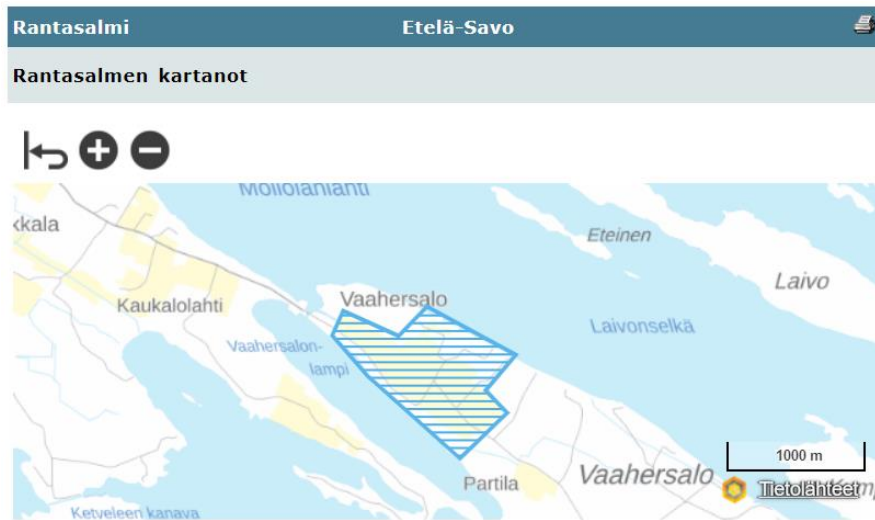 Rantasalmi Etelä-Savo
Rantasalmen kartanot
Mollolanlahti
kkala
Eteinen
Laivo
Kaukalolahti
Vaahersalo
Laivonselkä
Vaahersalon-
lampi
1000 m
Vaahersalo
Partila
Tietolähteet
Ketveleen kanava